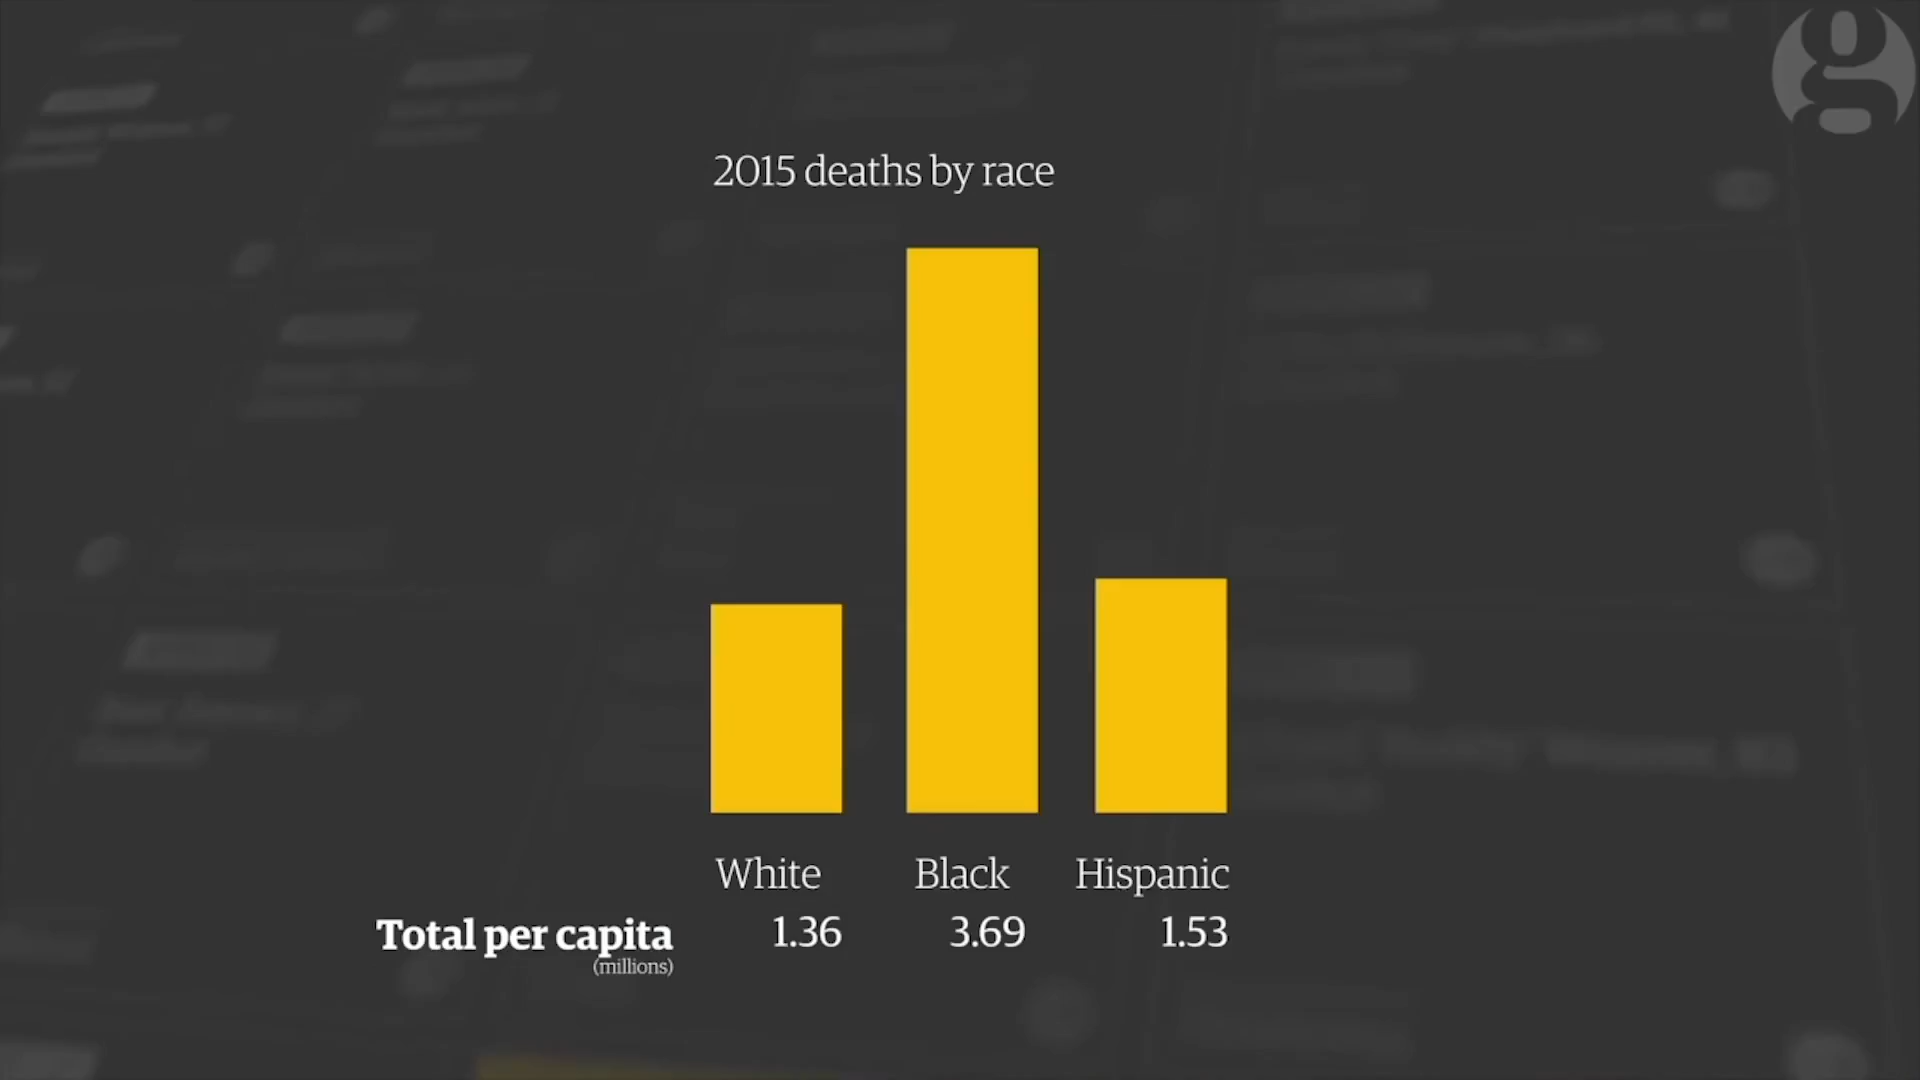 2015 deaths by race
White Black Hispanic
Total per capita 1.36 3.69 1.53
(millions)